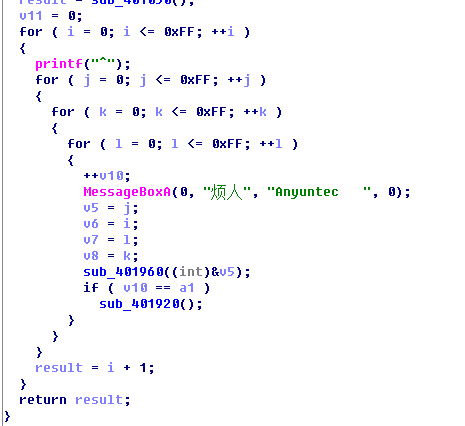 result = sub_401090();
v11 = 0;
for ( i = 0; i <= 0xFF; ++i )
{
printf("^");
for ( j = 0; j <= 0xFF; ++j )
{
for ( k = 0; k <= 0xFF; ++k )
{
for ( l = 0; l <= 0xFF; ++l )
{
++v10;
MessageBoxA(0, "烦人", "Anyuntec   ", 0);
v5 = j;
v6 = i;
v7 = l;
v8 = k;
sub_401960((int)&v5);
if ( v10 == a1 )
sub_401920();
}
}
}
result = i + 1;
}
return result;
}